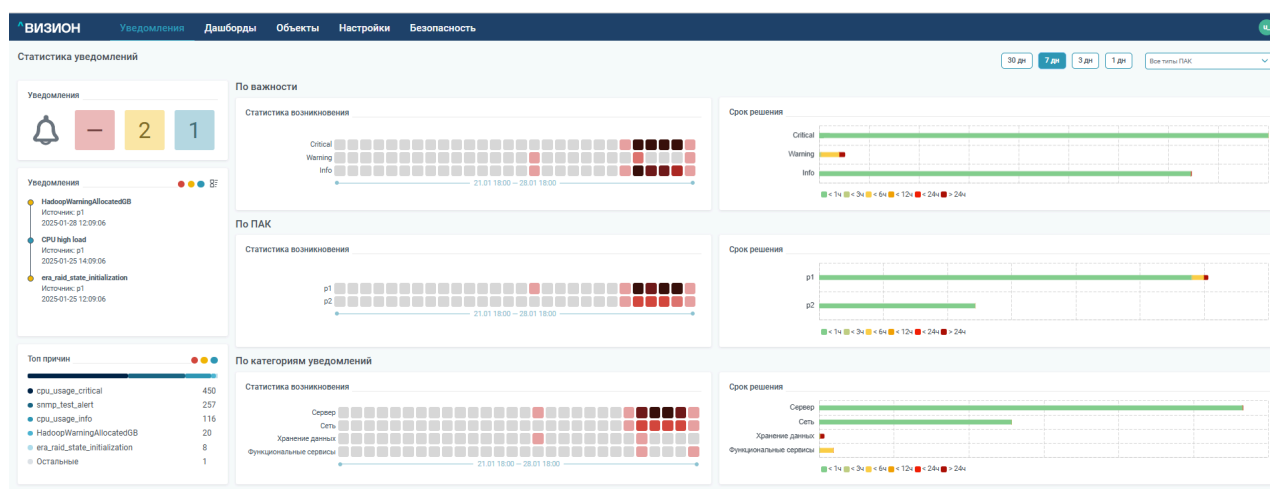 ^ВИЗИОН Уведомления Дашборды Объекты Настройки Безопасность
Статистика уведомлений
30 дн 7 дн 3 дн 1 дн Все типы ПАК
Уведомления
— 2 1
Уведомления
HadoopWarningAllocatedGB
Источник: p1
2025-01-28 12:09:06
CPU high load
Источник: p1
2025-01-25 14:09:06
era_raid_state_initialization
Источник: p1
2025-01-25 12:09:06
Топ причин
cpu_usage_critical 450
snmp_test_alert 257
cpu_usage_info 116
HadoopWarningAllocatedGB 20
era_raid_state_initialization 8
Остальные 1
По важности
Статистика возникновения
Critical
Warning
Info
21.01 18:00 — 28.01 18:00
Срок решения
Critical
Warning
Info
< 1ч < 3ч < 6ч < 12ч < 24ч > 24ч
По ПАК
Статистика возникновения
p1
p2
21.01 18:00 — 28.01 18:00
Срок решения
p1
p2
< 1ч < 3ч < 6ч < 12ч < 24ч > 24ч
По категориям уведомлений
Статистика возникновения
Сервер
Сеть
Хранение данных
Функциональные сервисы
21.01 18:00 — 28.01 18:00
Срок решения
Сервер
Сеть
Хранение данных
Функциональные сервисы
< 1ч < 3ч < 6ч < 12ч < 24ч > 24ч